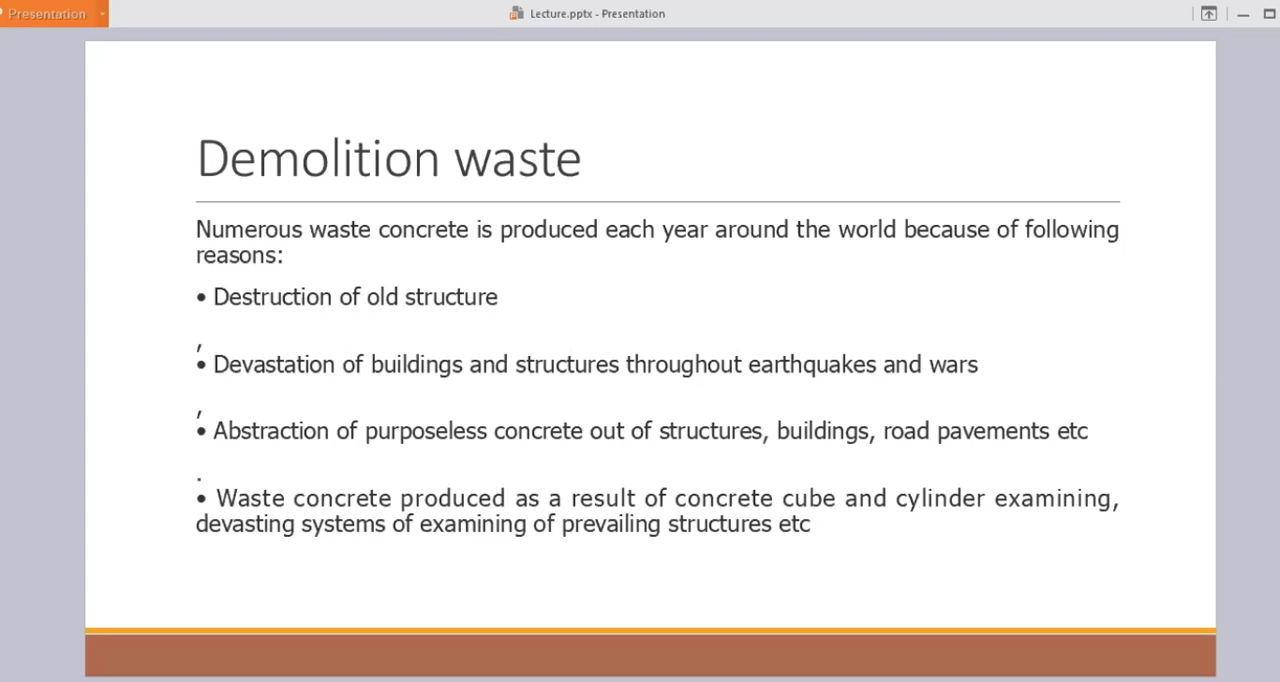 Presentation
Lecture.pptx - Presentation
Demolition waste
Numerous waste concrete is produced each year around the world because of following
reasons:
• Destruction of old structure
,
• Devastation of buildings and structures throughout earthquakes and wars
,
• Abstraction of purposeless concrete out of structures, buildings, road pavements etc
.
• Waste concrete produced as a result of concrete cube and cylinder examining,
devasting systems of examining of prevailing structures etc